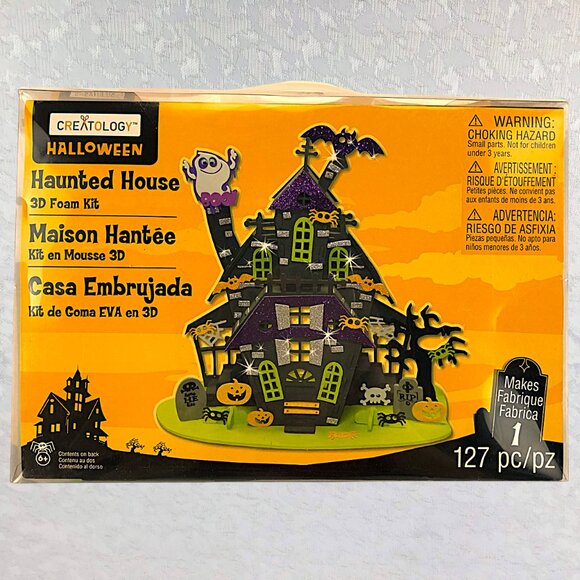 CREATOLOGY™
HALLOWEEN
Haunted House
3D Foam Kit
Maison Hantée
Kit en Mousse 3D
Casa Embrujada
Kit de Goma EVA en 3D
6+
Contents on back
Contenu au dos
Contenido al dorso
BOO!
RIP
WARNING:
CHOKING HAZARD
Small parts. Not for children
under 3 years.
AVERTISSEMENT:
RISQUE D'ÉTOUFFEMENT
Petites pièces. Ne convient pas
aux enfants de moins de 3 ans.
ADVERTENCIA:
RIESGO DE ASFIXIA
Piezas pequeñas. No apto para
niños menores de 3 años.
Makes
Fabrique
Fabrica
1
127 pc/pz